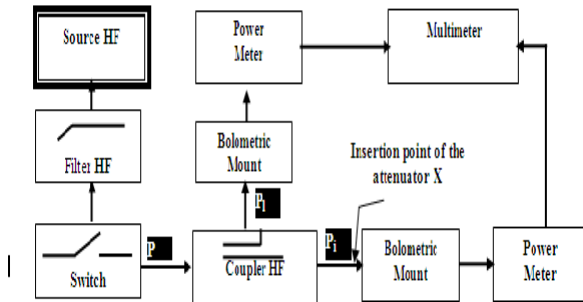 Source HF
Power
Meter
Multimeter
Filter HF
Bolometric
Mount
Insertion point of the
attenuator X
P1
P
Pi
Switch
Coupler HF
Bolometric
Mount
Power
Meter